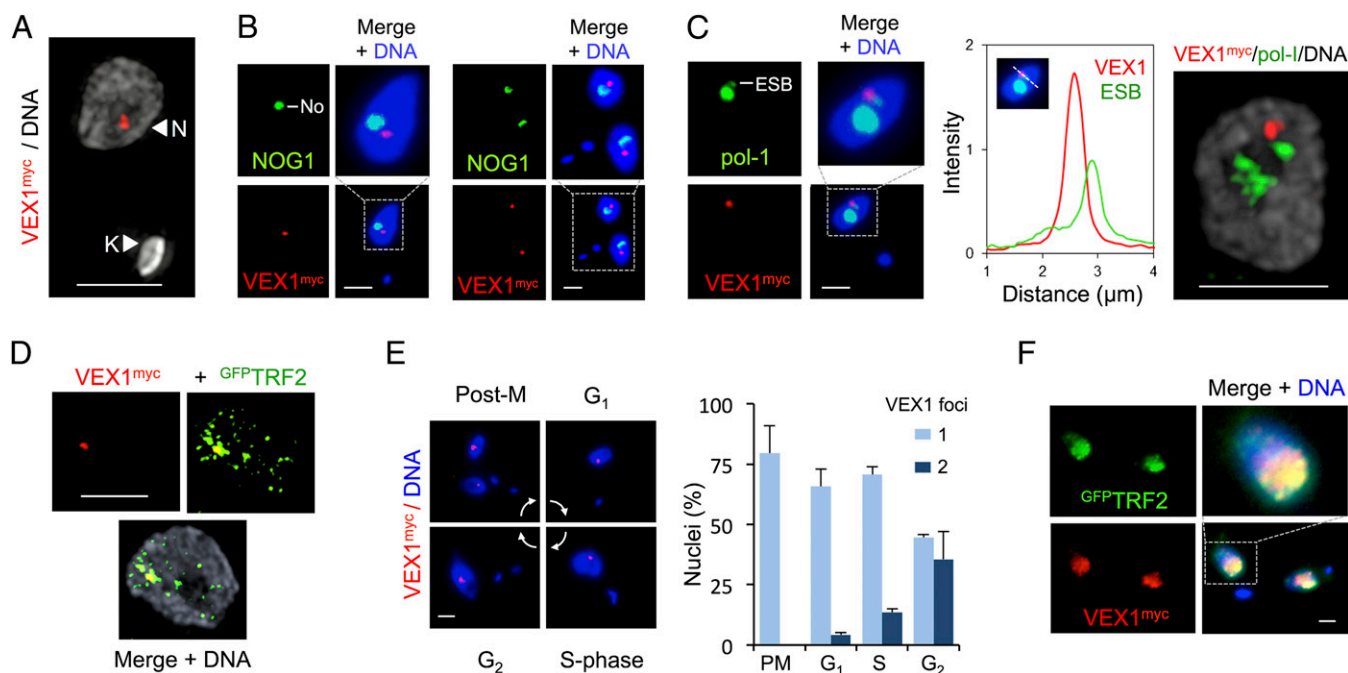 A
VEX1myc / DNA
N
K
B
Merge
+ DNA
Merge
+ DNA
No
NOG1
NOG1
VEX1myc
VEX1myc
C
Merge
+ DNA
ESB
pol-1
VEX1myc
2
1
0
Intensity
VEX1
ESB
1 2 3 4
Distance (µm)
VEX1myc/pol-I/DNA
D
VEX1myc + GFPTRF2
Merge + DNA
E
VEX1myc / DNA
Post-M G1
G2 S-phase
100
75
50
25
0
Nuclei (%)
VEX1 foci
1
2
PM G1 S G2
F
Merge + DNA
GFPTRF2
VEX1myc